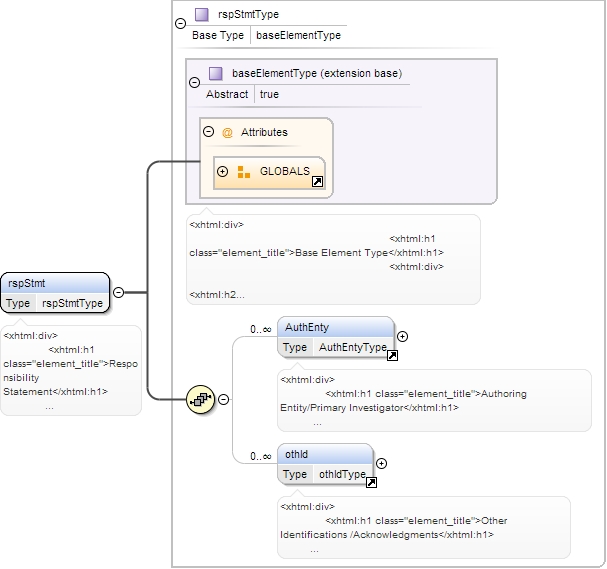 rspStmtType
Base Type baseElementType
baseElementType (extension base)
Abstract true
@ Attributes
GLOBALS
<xhtml:div>
<xhtml:h1
class="element_title">Base Element Type</xhtml:h1>
<xhtml:div>
<xhtml:h2...
rspStmt
Type rspStmtType
<xhtml:div>
<xhtml:h1
class="element_title">Respo
nsibility
Statement</xhtml:h1>
...
0..∞
AuthEnty
Type AuthEntyType
<xhtml:div>
<xhtml:h1 class="element_title">Authoring
Entity/Primary Investigator</xhtml:h1>
...
0..∞
othId
Type othIdType
<xhtml:div>
<xhtml:h1 class="element_title">Other
Identifications /Acknowledgments</xhtml:h1>
...